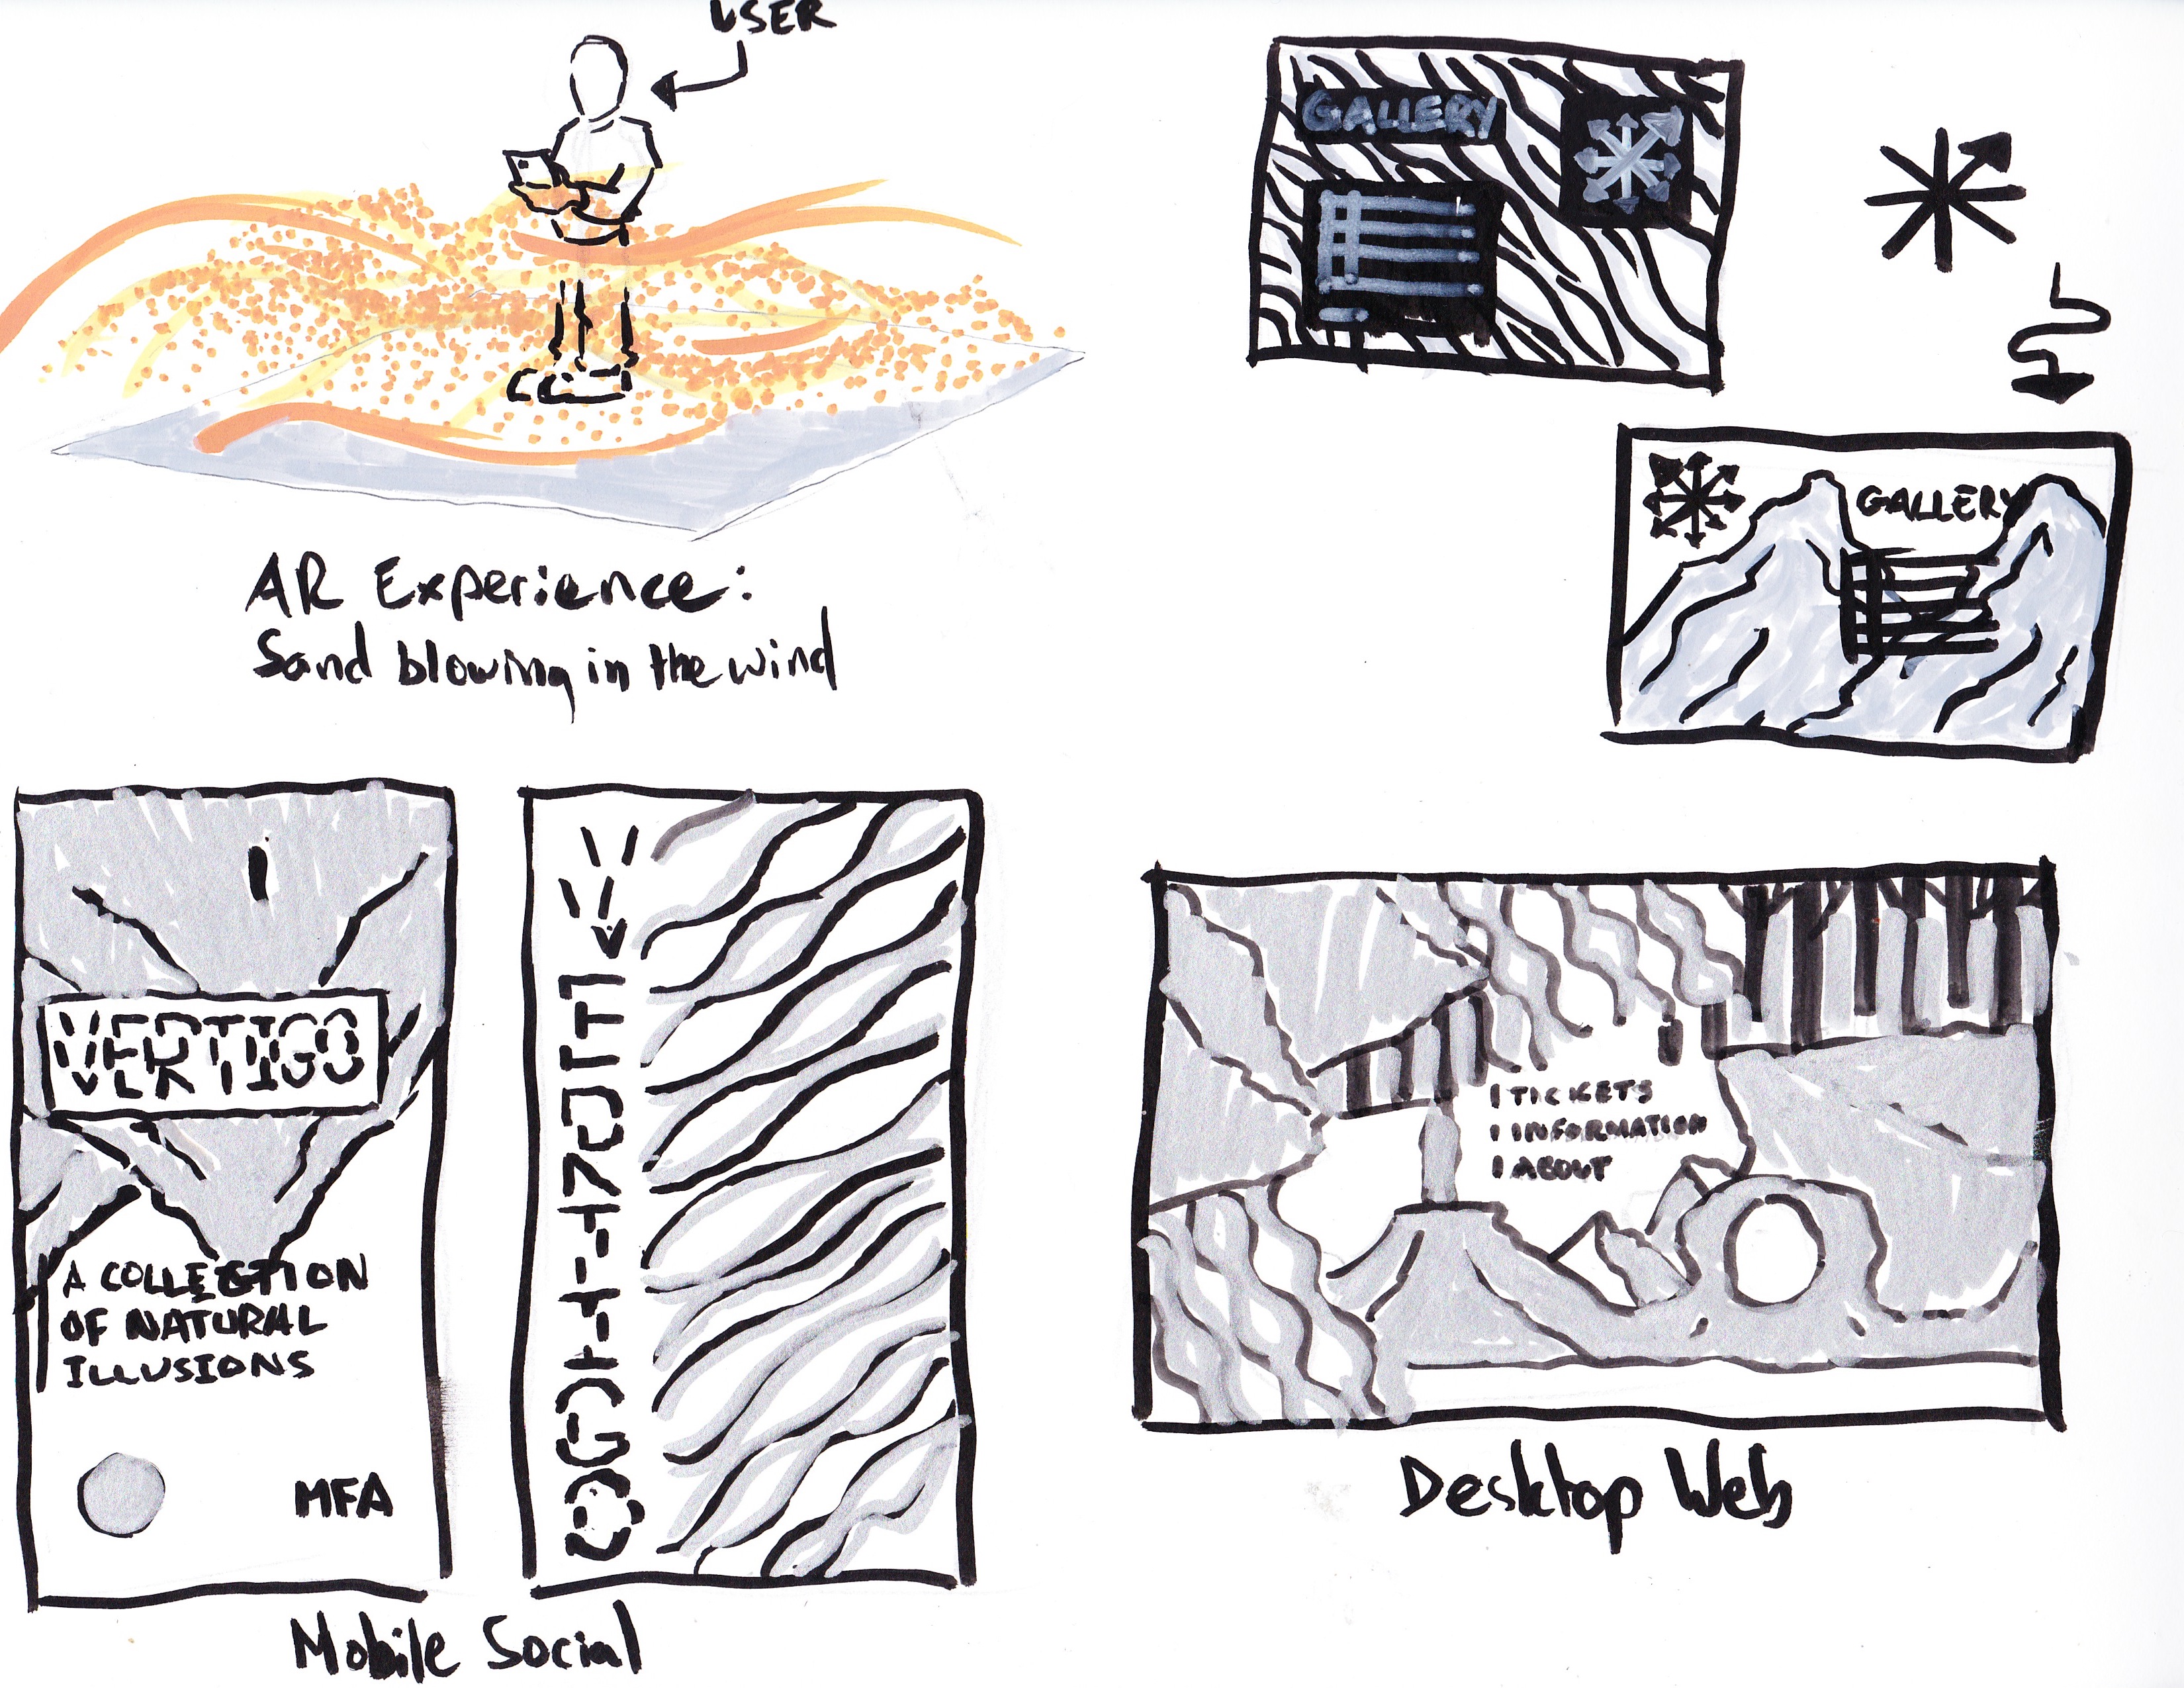 USER
AR Experience:
Sand blowing in the wind
GALLERY
GALLERY
VERTIGO
A COLLECTION
OF NATURAL
ILLUSIONS
MFA
VERTIGO
Mobile Social
TICKETS
INFORMATION
ABOUT
Desktop Web